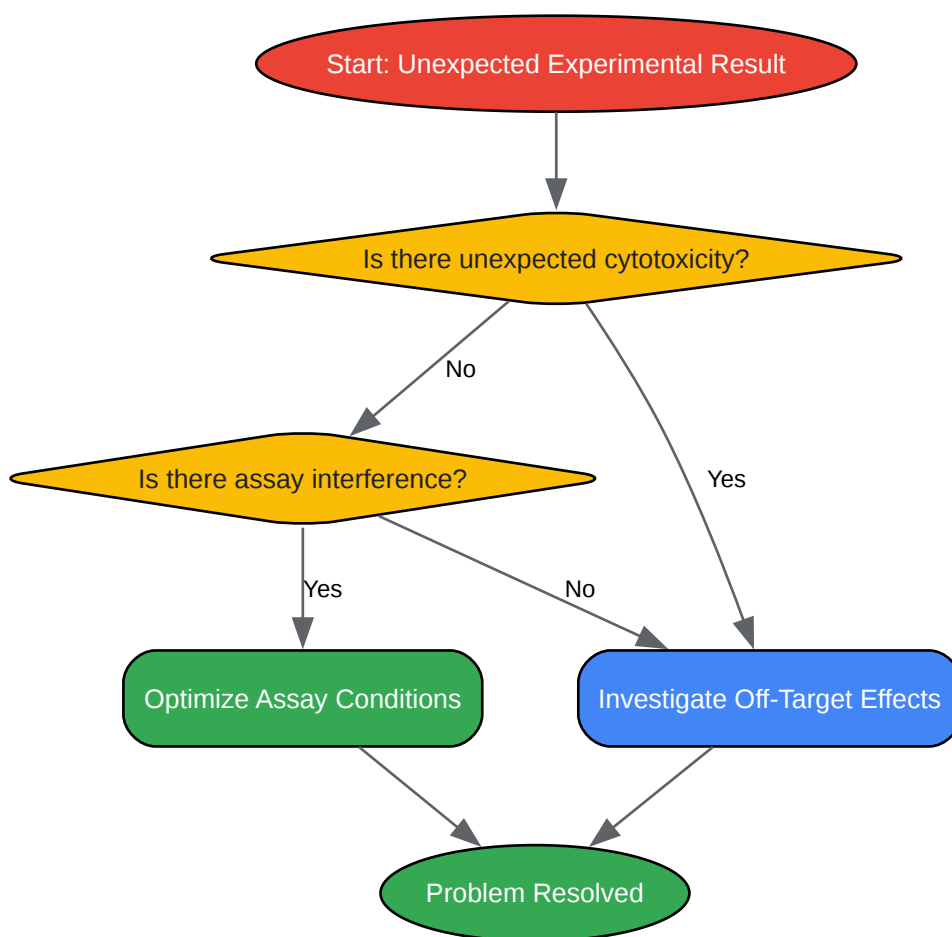 Start: Unexpected Experimental Result
Is there unexpected cytotoxicity?
No
Is there assay interference?
Yes
Yes
No
Optimize Assay Conditions
Investigate Off-Target Effects
Problem Resolved